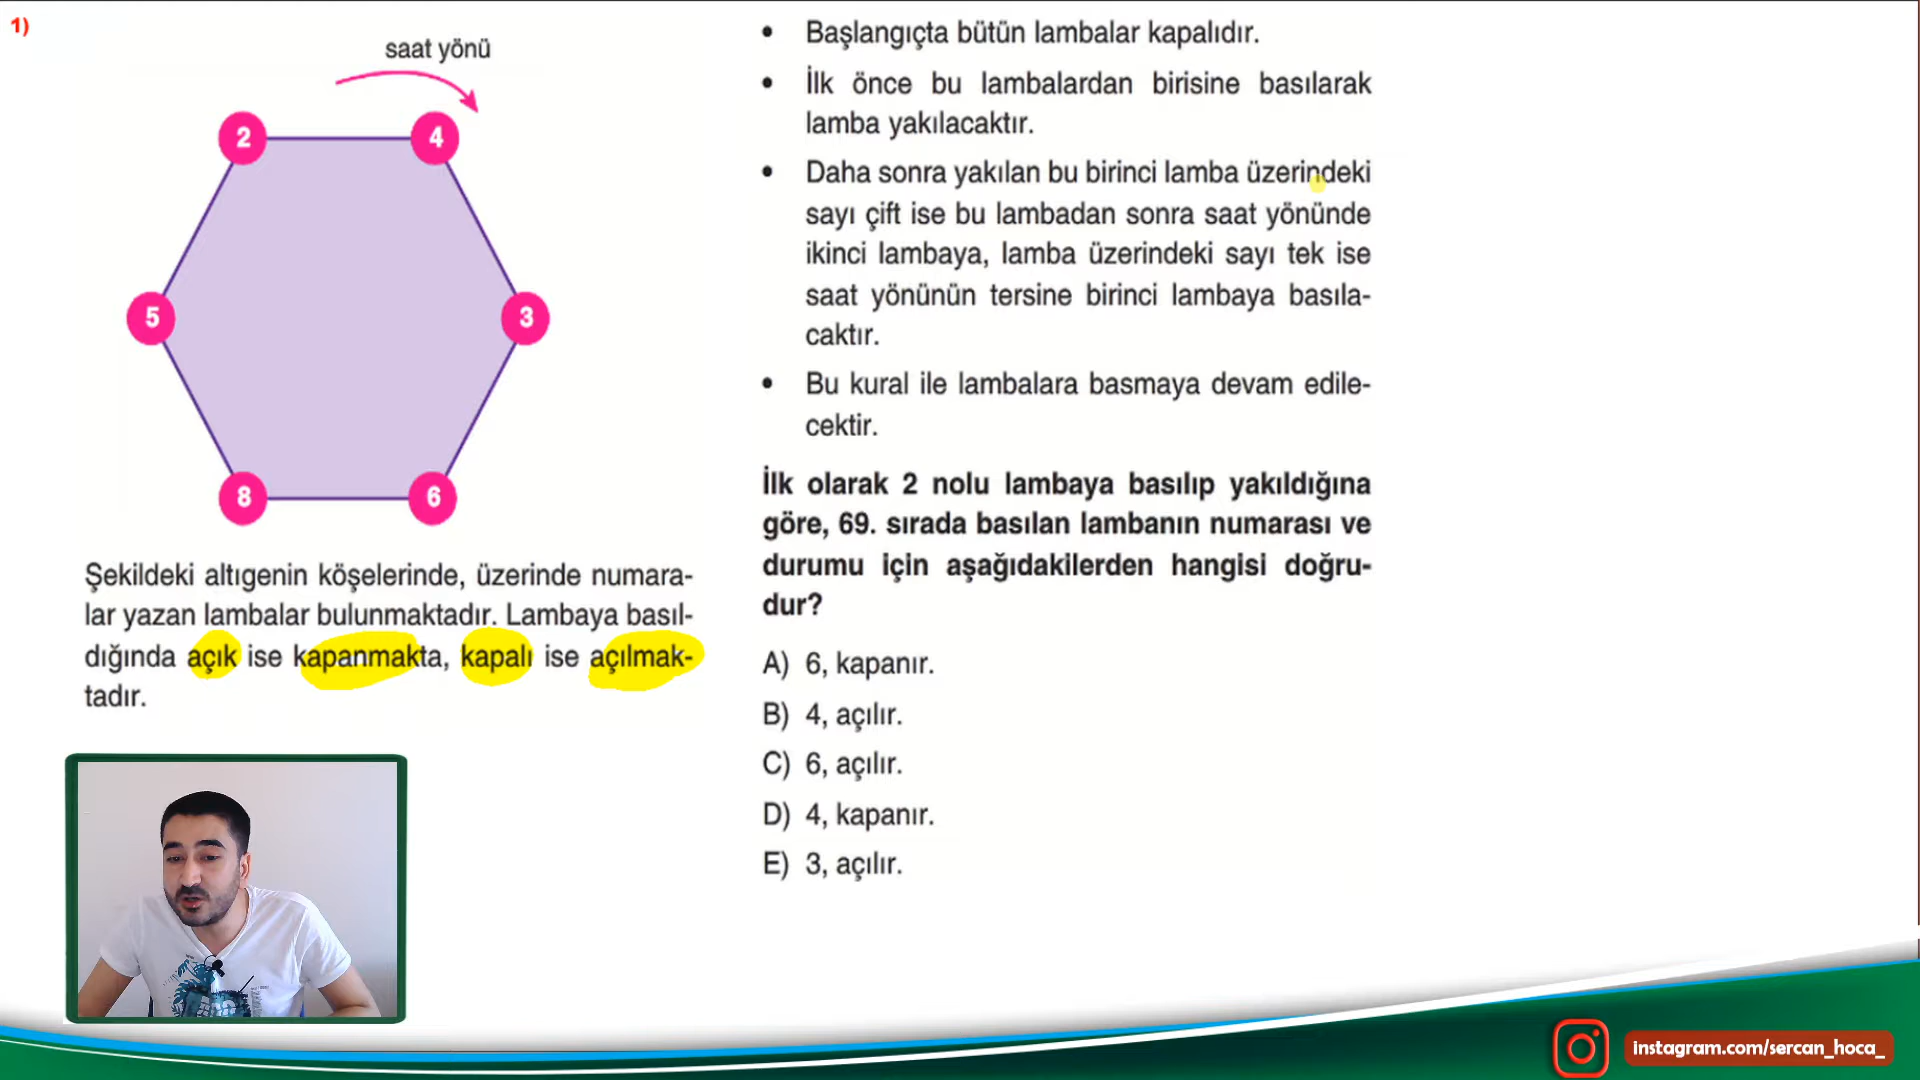 1)
saat yönü
2
4
5
3
8
6
Şekildeki altıgenin köşelerinde, üzerinde numara-
lar yazan lambalar bulunmaktadır. Lambaya basıl-
dığında açık ise kapanmakta, kapalı ise açılmak-
tadır.
• Başlangıçta bütün lambalar kapalıdır.
• İlk önce bu lambalardan birisine basılarak
lamba yakılacaktır.
• Daha sonra yakılan bu birinci lamba üzerindeki
sayı çift ise bu lambadan sonra saat yönünde
ikinci lambaya, lamba üzerindeki sayı tek ise
saat yönünün tersine birinci lambaya basıla-
caktır.
• Bu kural ile lambalara basmaya devam edile-
cektir.
İlk olarak 2 nolu lambaya basılıp yakıldığına
göre, 69. sırada basılan lambanın numarası ve
durumu için aşağıdakilerden hangisi doğru-
dur?
A) 6, kapanır.
B) 4, açılır.
C) 6, açılır.
D) 4, kapanır.
E) 3, açılır.
instagram.com/sercan_hoca_